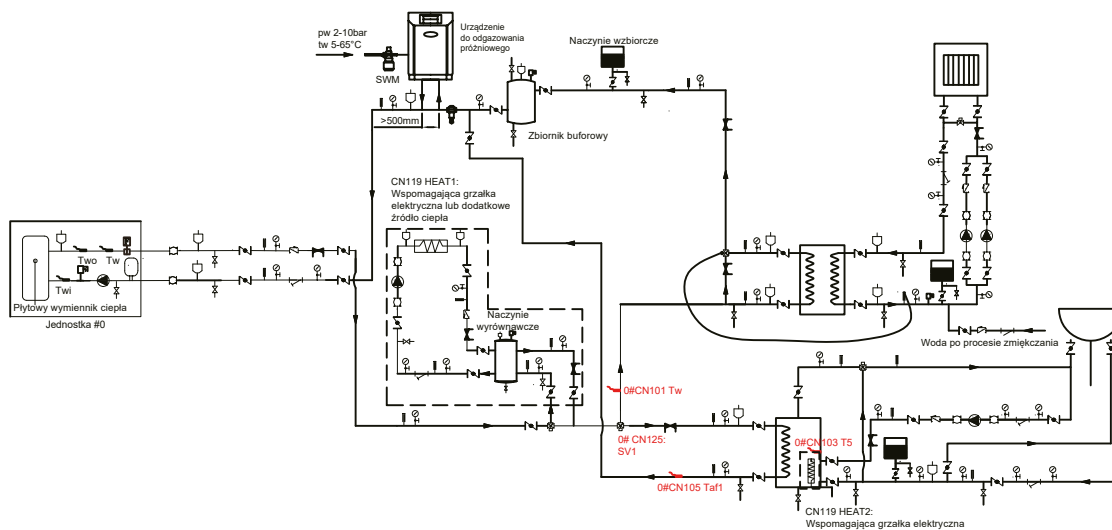 pw 2-10bar
tw 5-65°C
SWM
Urządzenie
do odgazowania
próżniowego
>500mm
Naczynie wzbiorcze
Zbiornik buforowy
CN119 HEAT1:
Wspomagająca grzałka
elektryczna lub dodatkowe
źródło ciepła
Two
Tw
Twi
Płytowy wymiennik ciepła
Jednostka #0
Naczynie
wyrównawcze
Woda po procesie zmiękczania
0#CN101 Tw
0# CN125:
SV1
0#CN103 T5
0#CN105 Taf1
CN119 HEAT2:
Wspomagająca grzałka elektryczna